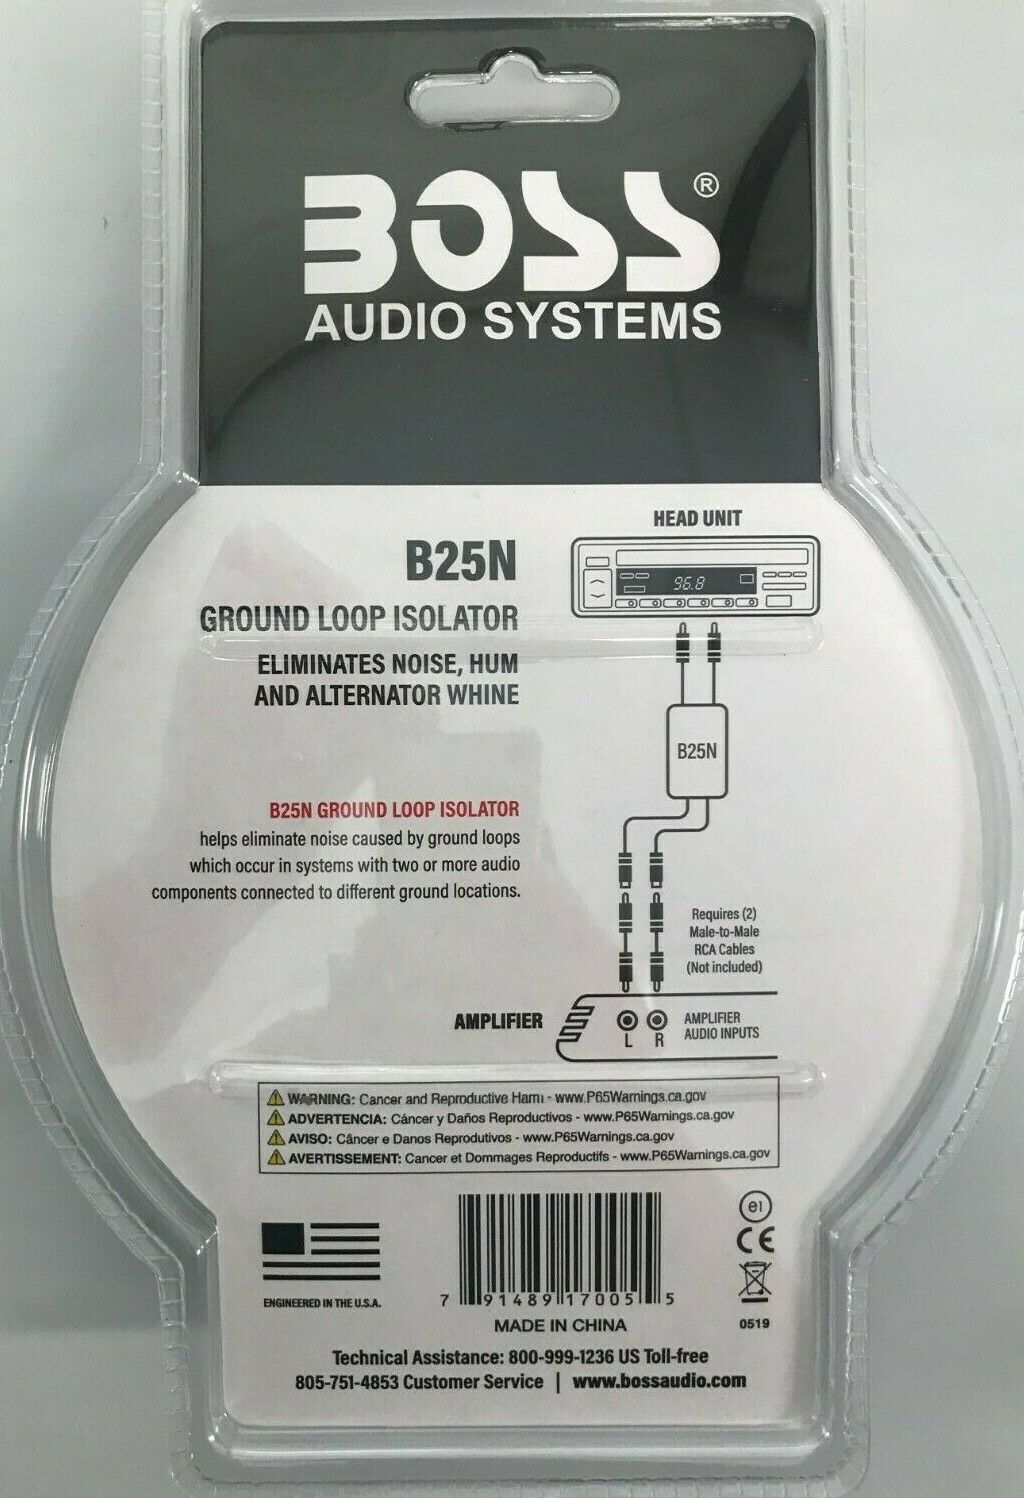 BOSS®
AUDIO SYSTEMS
B25N
GROUND LOOP ISOLATOR
ELIMINATES NOISE, HUM
AND ALTERNATOR WHINE
B25N GROUND LOOP ISOLATOR
helps eliminate noise caused by ground loops
which occur in systems with two or more audio
components connected to different ground locations.
HEAD UNIT
96.8
B25N
Requires (2)
Male-to-Male
RCA Cables
(Not included)
AMPLIFIER
L R
AMPLIFIER
AUDIO INPUTS
WARNING: Cancer and Reproductive Harm - www.P65Warnings.ca.gov
ADVERTENCIA: Cáncer y Daños Reproductivos - www.P65Warnings.ca.gov
AVISO: Câncer e Danos Reprodutivos - www.P65Warnings.ca.gov
AVERTISSEMENT: Cancer et Dommages Reproductifs - www.P65Warnings.ca.gov
ENGINEERED IN THE U.S.A.
7 91489 17005 5
MADE IN CHINA
e1
CE
0519
Technical Assistance: 800-999-1236 US Toll-free
805-751-4853 Customer Service | www.bossaudio.com